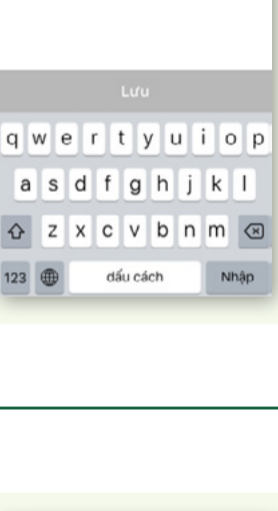 Lưu
q w e r t y u i o p
a s d f g h j k l
z x c v b n m
123 dấu cách Nhập